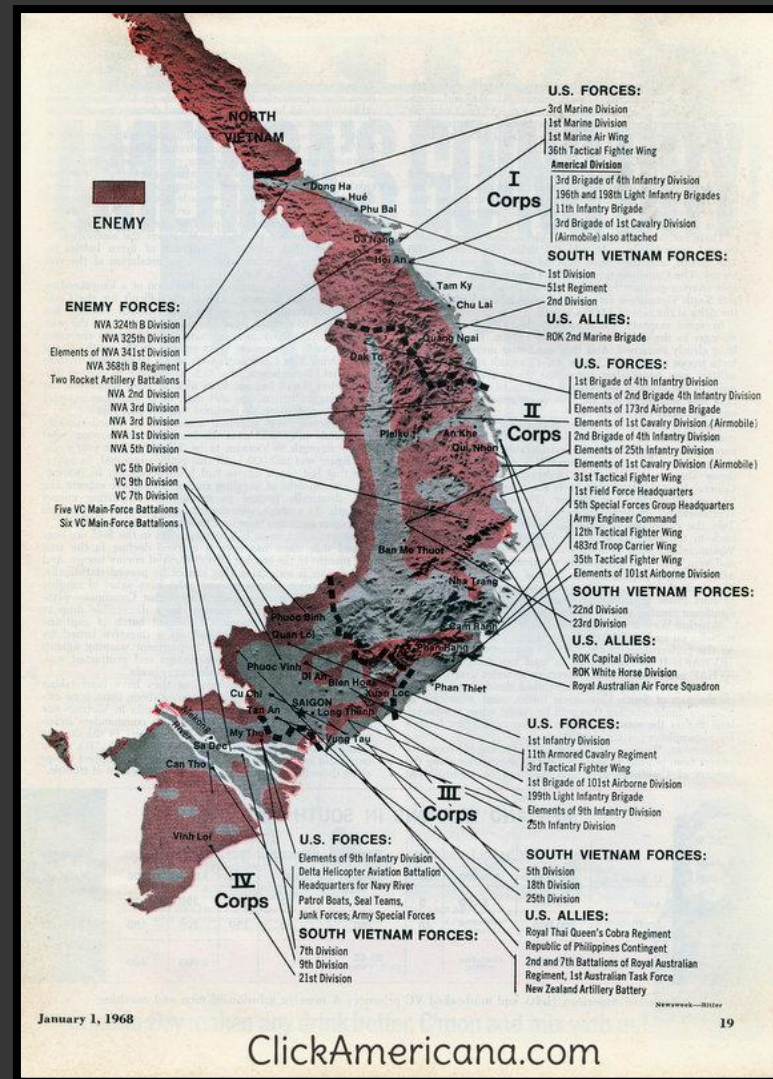 NORTH
VIETNAM
ENEMY
ENEMY FORCES:
NVA 324th B Division
NVA 325th Division
Elements of NVA 341st Division
NVA 368th B Regiment
Two Rocket Artillery Battalions
NVA 2nd Division
NVA 3rd Division
NVA 3rd Division
NVA 1st Division
NVA 5th Division
VC 5th Division
VC 9th Division
VC 7th Division
Five VC Main-Force Battalions
Six VC Main-Force Battalions
Dong Ha
Hué
Phu Bai
Da Nang
Hoi An
Tam Ky
Chu Lai
Quang Ngai
Dak To
Pleiku
An Khe
Qui Nhon
Ban Me Thuot
Nha Trang
Cam Ranh
Phan Rang
Phan Thiet
Phuoc Binh
Quan Loi
Phuoc Vinh
Di An
Bien Hoa
Xuan Loc
Cu Chi
SAIGON
Tan An
Long Thanh
My Tho
Vung Tau
Mekong
River
Sa Dec
Can Tho
Vinh Loi
I
Corps
U.S. FORCES:
3rd Marine Division
1st Marine Division
1st Marine Air Wing
36th Tactical Fighter Wing
Americal Division
3rd Brigade of 4th Infantry Division
196th and 198th Light Infantry Brigades
11th Infantry Brigade
3rd Brigade of 1st Cavalry Division
(Airmobile) also attached
SOUTH VIETNAM FORCES:
1st Division
51st Regiment
2nd Division
U.S. ALLIES:
ROK 2nd Marine Brigade
II
Corps
U.S. FORCES:
1st Brigade of 4th Infantry Division
Elements of 2nd Brigade 4th Infantry Division
Elements of 173rd Airborne Brigade
Elements of 1st Cavalry Division (Airmobile)
2nd Brigade of 4th Infantry Division
Elements of 25th Infantry Division
Elements of 1st Cavalry Division (Airmobile)
31st Tactical Fighter Wing
1st Field Force Headquarters
5th Special Forces Group Headquarters
Army Engineer Command
12th Tactical Fighter Wing
483rd Troop Carrier Wing
35th Tactical Fighter Wing
Elements of 101st Airborne Division
SOUTH VIETNAM FORCES:
22nd Division
23rd Division
U.S. ALLIES:
ROK Capital Division
ROK White Horse Division
Royal Australian Air Force Squadron
III
Corps
U.S. FORCES:
1st Infantry Division
11th Armored Cavalry Regiment
3rd Tactical Fighter Wing
1st Brigade of 101st Airborne Division
199th Light Infantry Brigade
Elements of 9th Infantry Division
25th Infantry Division
SOUTH VIETNAM FORCES:
5th Division
18th Division
25th Division
U.S. ALLIES:
Royal Thai Queen's Cobra Regiment
Republic of Philippines Contingent
2nd and 7th Battalions of Royal Australian
Regiment, 1st Australian Task Force
New Zealand Artillery Battery
IV
Corps
U.S. FORCES:
Elements of 9th Infantry Division
Delta Helicopter Aviation Battalion
Headquarters for Navy River
Patrol Boats, Seal Teams,
Junk Forces; Army Special Forces
SOUTH VIETNAM FORCES:
7th Division
9th Division
21st Division
Newsweek—Ritter
January 1, 1968
19
ClickAmericana.com